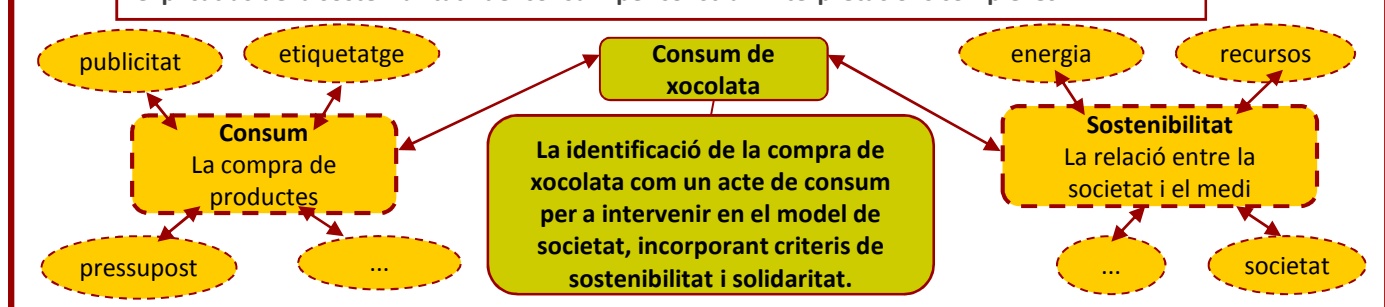 publicitat
etiquetatge
Consum
La compra de
productes
pressupost
...
Consum de
xocolata
La identificació de la compra de
xocolata com un acte de consum
per a intervenir en el model de
societat, incorporant criteris de
sostenibilitat i solidaritat.
energia
recursos
Sostenibilitat
La relació entre la
societat i el medi
...
societat